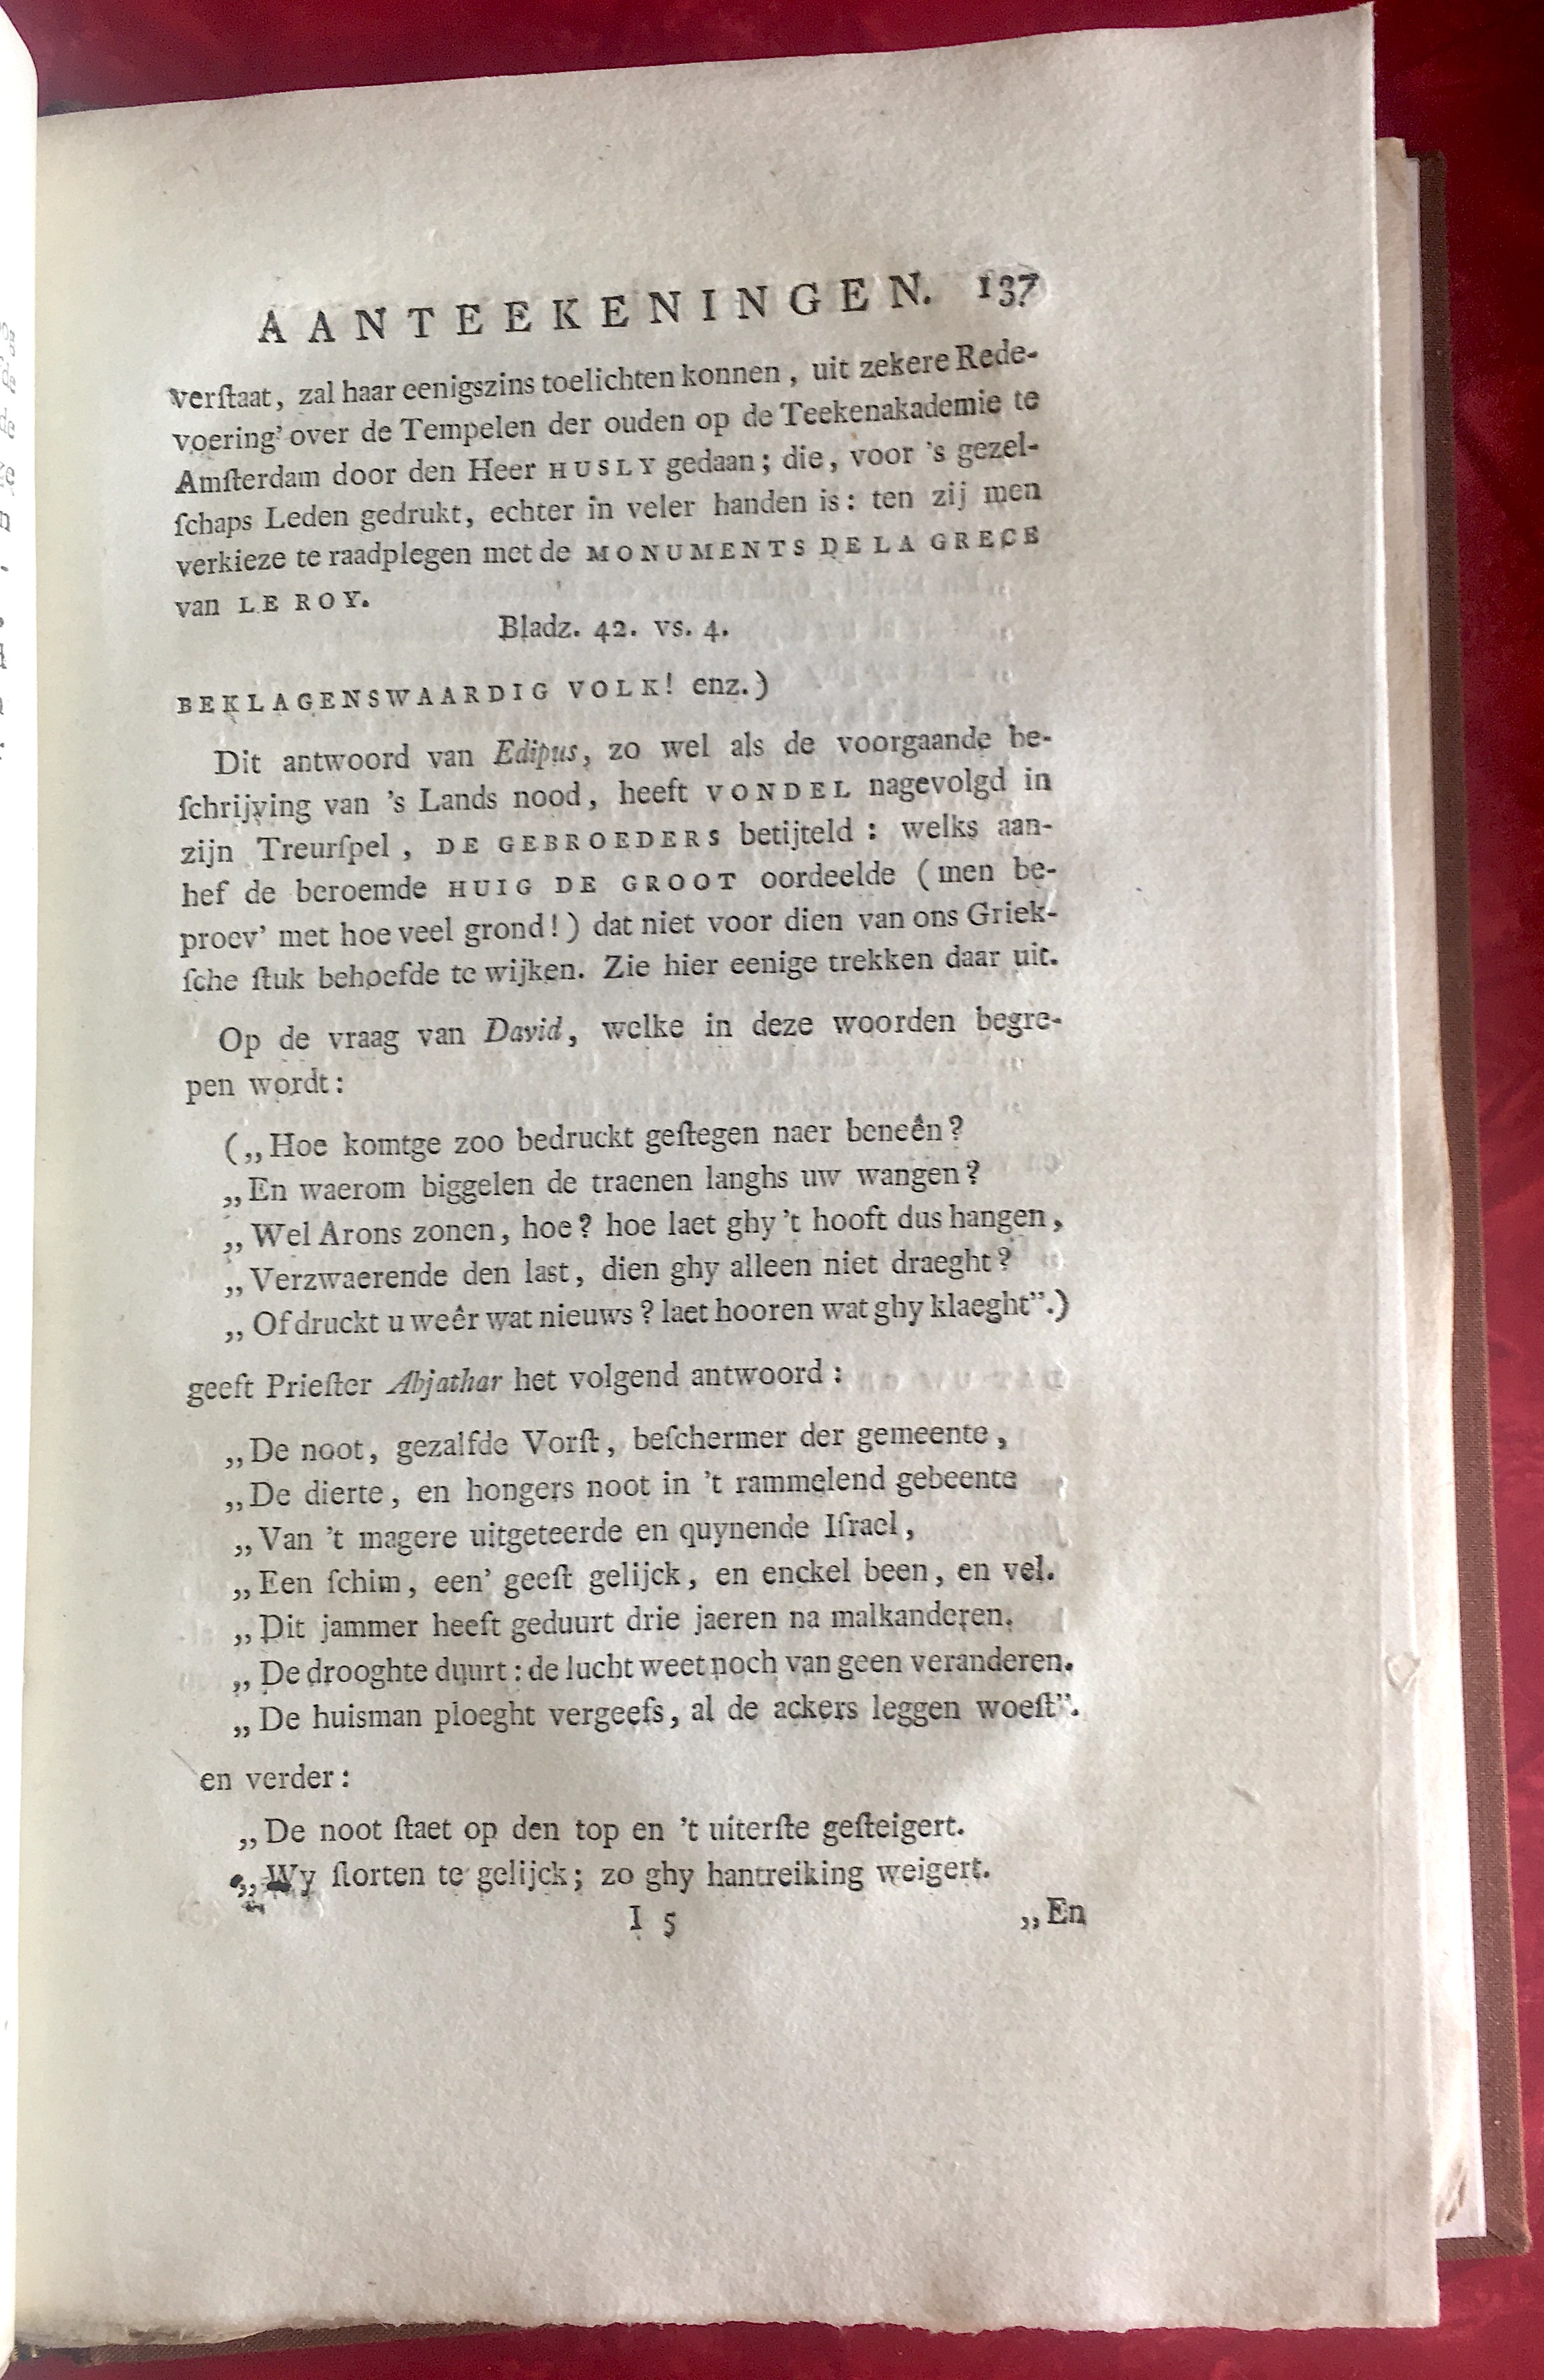 AANTEEKENINGEN. 137
verſtaat, zal haar eenigszins toelichten konnen, uit zekere Rede-
voering' over de Tempelen der ouden op de Teekenakademie te
Amſterdam door den Heer HUSLY gedaan; die, voor 's gezel-
ſchaps Leden gedrukt, echter in veler handen is: ten zij men
verkieze te raadplegen met de MONUMENTS DE LA GRECE
van LE ROY.
Bladz. 42. vs. 4.
BEKLAGENSWAARDIG VOLK! enz.)
Dit antwoord van Edipus, zo wel als de voorgaande be-
ſchrijving van 's Lands nood, heeft VONDEL nagevolgd in
zijn Treurſpel, DE GEBROEDERS betijteld: welks aan-
hef de beroemde HUIG DE GROOT oordeelde (men be-
proev' met hoe veel grond!) dat niet voor dien van ons Griek-
ſche ſtuk behoefde te wijken. Zie hier eenige trekken daar uit.
Op de vraag van David, welke in deze woorden begre-
pen wordt:
(„Hoe komtge zoo bedruckt geſtegen naer beneên?
„En waerom biggelen de traenen langhs uw wangen?
„Wel Arons zonen, hoe? hoe laet ghy 't hooft dus hangen,
„Verzwaerende den last, dien ghy alleen niet draeght?
„Of druckt u weêr wat nieuws? laet hooren wat ghy klaeght”.)
geeft Prieſter Abjathar het volgend antwoord:
„De noot, gezalfde Vorſt, beſchermer der gemeente,
„De dierte, en hongers noot in 't rammelend gebeente
„Van 't magere uitgeteerde en quynende Iſrael,
„Een ſchim, een' geeſt gelijck, en enckel been, en vel.
„Dit jammer heeft geduurt drie jaeren na malkanderen.
„De drooghte duurt: de lucht weet noch van geen veranderen.
„De huisman ploeght vergeefs, al de ackers leggen woeſt”.
en verder:
„De noot ſtaet op den top en 't uiterſte geſteigert.
„Wy ſtorten te gelijck; zo ghy hantreiking weigert.
I 5 „En